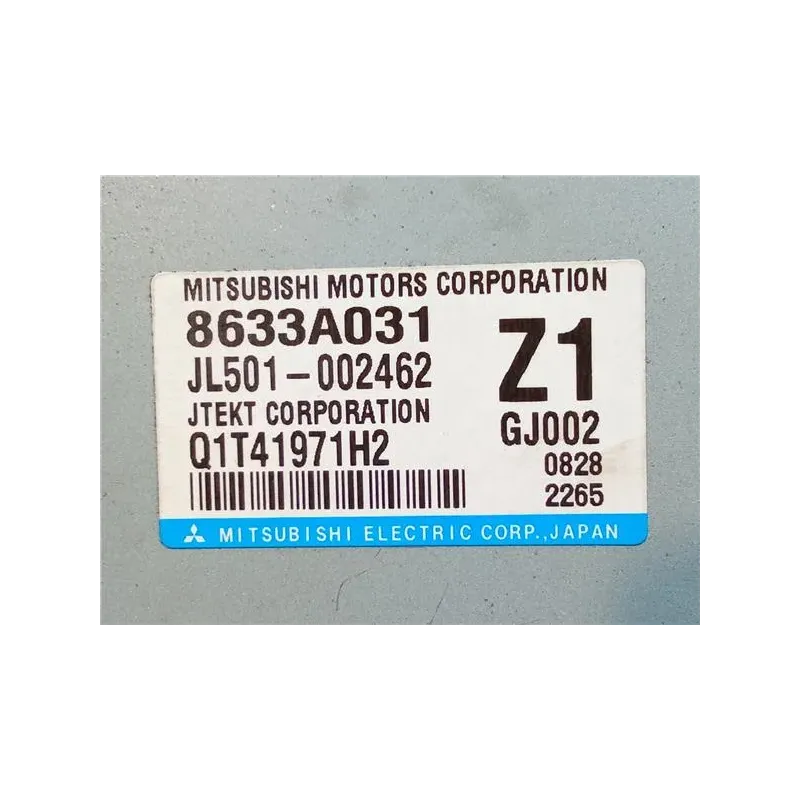 MITSUBISHI MOTORS CORPORATION
8633A031
Z1
JL501-002462
JTEKT CORPORATION
GJ002
Q1T41971H2
0828
2265
MITSUBISHI ELECTRIC CORP.,JAPAN